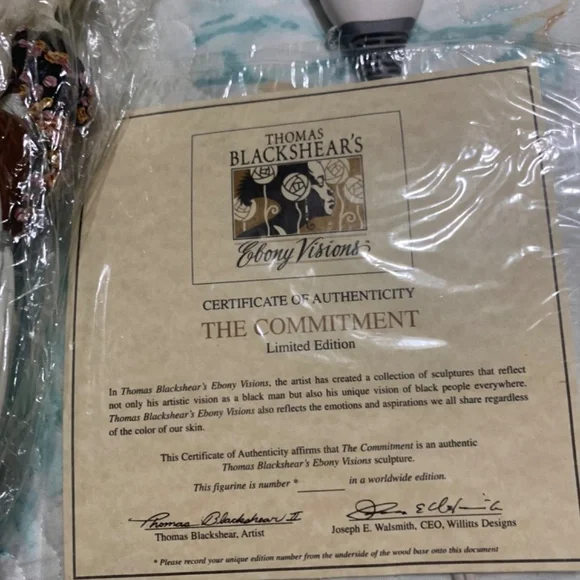 THOMAS
BLACKSHEAR'S
Ebony Visions
CERTIFICATE OF AUTHENTICITY
THE COMMITMENT
Limited Edition
In Thomas Blackshear's Ebony Visions, the artist has created a collection of sculptures that reflect
not only his artistic vision as a black man but also his unique vision of black people everywhere.
Thomas Blackshear's Ebony Visions also reflects the emotions and aspirations we all share regardless
of the color of our skin.
This Certificate of Authenticity affirms that The Commitment is an authentic
Thomas Blackshear's Ebony Visions sculpture.
This figurine is number * ________ in a worldwide edition.
Thomas Blackshear II
Thomas Blackshear, Artist
Joseph E. Walsmith, CEO, Willitts Designs
* Please record your unique edition number from the underside of the wood base onto this document